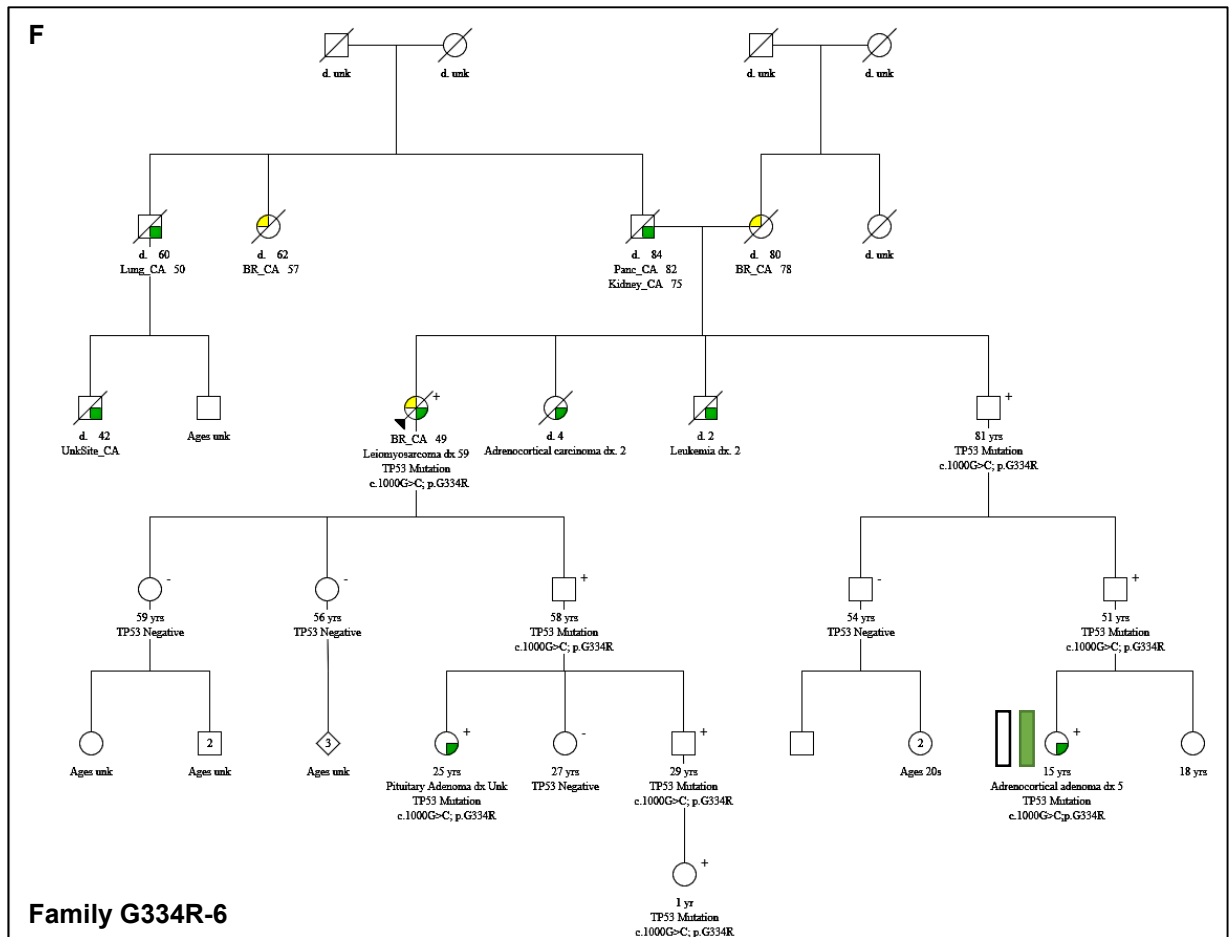 F
d. unk
d. unk
d. unk
d. unk
d. 60
Lung_CA 50
d. 62
BR_CA 57
d. 84
Panc_CA 82
Kidney_CA 75
d. 80
BR_CA 78
d. unk
d. 42
UnkSite_CA
Ages unk
+
BR_CA 49
Leiomyosarcoma dx 59
TP53 Mutation
c.1000G>C; p.G334R
d. 4
Adrenocortical carcinoma dx. 2
d. 2
Leukemia dx. 2
+
81 yrs
TP53 Mutation
c.1000G>C; p.G334R
-
59 yrs
TP53 Negative
-
56 yrs
TP53 Negative
+
58 yrs
TP53 Mutation
c.1000G>C; p.G334R
-
54 yrs
TP53 Negative
+
51 yrs
TP53 Mutation
c.1000G>C; p.G334R
Ages unk
2
Ages unk
3
Ages unk
+
25 yrs
Pituitary Adenoma dx Unk
TP53 Mutation
c.1000G>C; p.G334R
-
27 yrs
TP53 Negative
+
29 yrs
TP53 Mutation
c.1000G>C; p.G334R
2
Ages 20s
+
15 yrs
Adrenocortical adenoma dx 5
TP53 Mutation
c.1000G>C;p.G334R
18 yrs
+
1 yr
TP53 Mutation
c.1000G>C; p.G334R
Family G334R-6